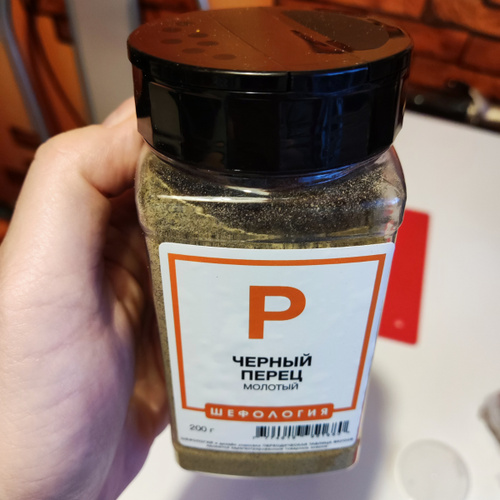 P
ЧЕРНЫЙ
ПЕРЕЦ
МОЛОТЫЙ
ШЕФОЛОГИЯ
200 г